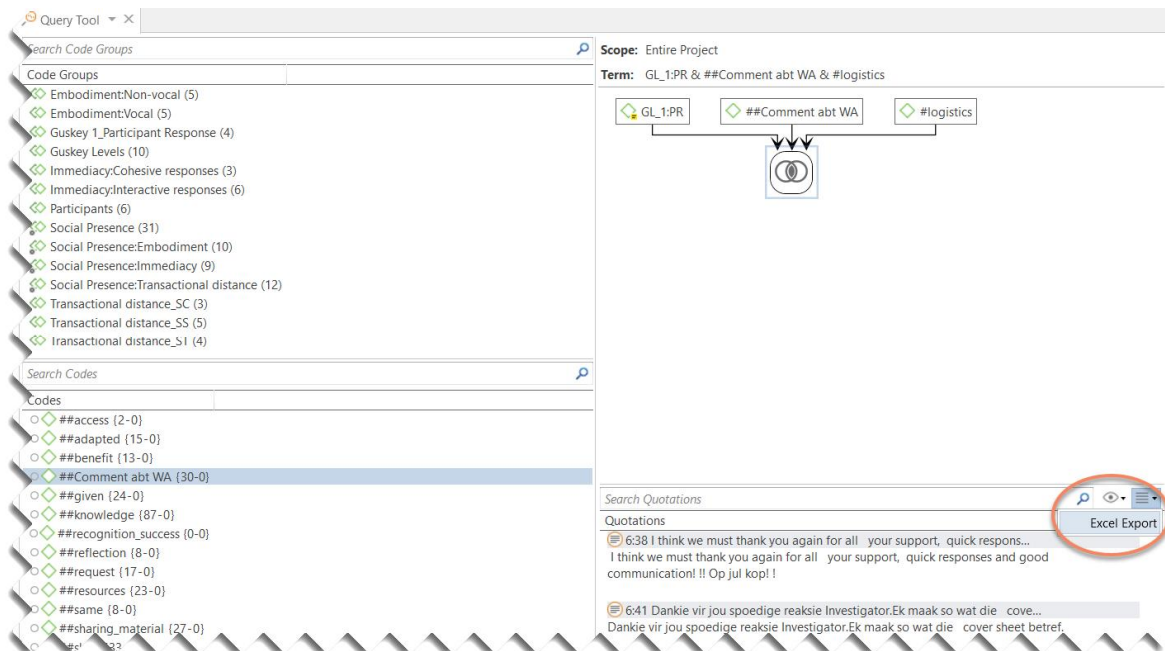 Query Tool
Search Code Groups
Code Groups
Embodiment:Non-vocal (5)
Embodiment:Vocal (5)
Guskey 1_Participant Response (4)
Guskey Levels (10)
Immediacy:Cohesive responses (3)
Immediacy:Interactive responses (6)
Participants (6)
Social Presence (31)
Social Presence:Embodiment (10)
Social Presence:Immediacy (9)
Social Presence:Transactional distance (12)
Transactional distance_SC (3)
Transactional distance_SS (5)
Transactional distance_ST (4)
Search Codes
Codes
##access {2-0}
##adapted {15-0}
##benefit {13-0}
##Comment abt WA {30-0}
##given {24-0}
##knowledge {87-0}
##recognition_success {0-0}
##reflection {8-0}
##request {17-0}
##resources {23-0}
##same {8-0}
##sharing_material {27-0}
Scope: Entire Project
Term: GL_1:PR & ##Comment abt WA & #logistics
GL_1:PR
##Comment abt WA
#logistics
Search Quotations
Excel Export
Quotations
6:38 I think we must thank you again for all your support, quick respons...
I think we must thank you again for all your support, quick responses and good
communication! !! Op jul kop! !
6:41 Dankie vir jou spoedige reaksie Investigator.Ek maak so wat die cove...
Dankie vir jou spoedige reaksie Investigator.Ek maak so wat die cover sheet betref.